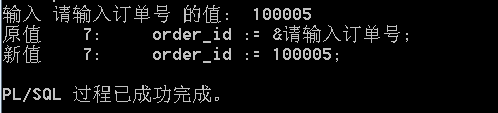 输入 请输入订单号 的值： 100005
原值    7:     order_id := &请输入订单号;
新值    7:     order_id := 100005;
PL/SQL 过程已成功完成。